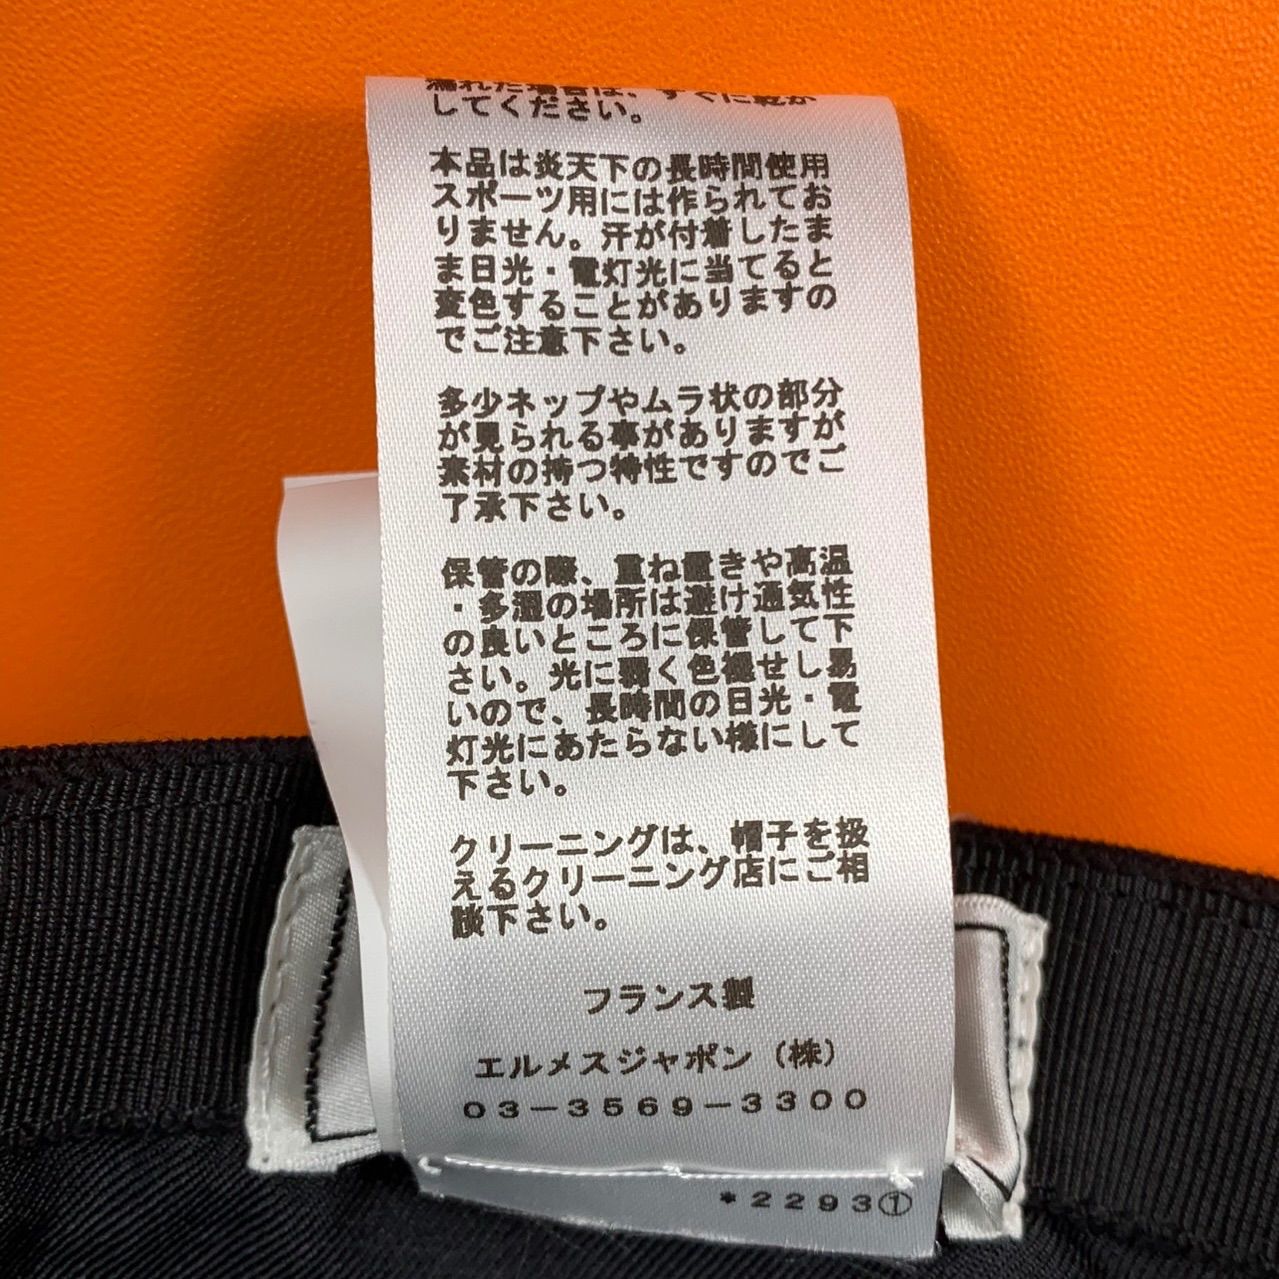 濡れた場合は、すぐに乾か
してください。
本品は炎天下の長時間使用
スポーツ用には作られてお
りません。汗が付着したま
ま日光・電灯光に当てると
変色することがありますの
でご注意下さい。
多少ネップやムラ状の部分
が見られる事がありますが
素材の持つ特性ですのでご
了承下さい。
保管の際、重ね置きや高温
・多湿の場所は避け通気性
の良いところに保管して下
さい。光に弱く色褪せし易
いので、長時間の日光・電
灯光にあたらない様にして
下さい。
クリーニングは、帽子を扱
えるクリーニング店にご相
談下さい。
フランス製
エルメスジャポン（株）
０３－３５６９－３３００
＊２２９３①